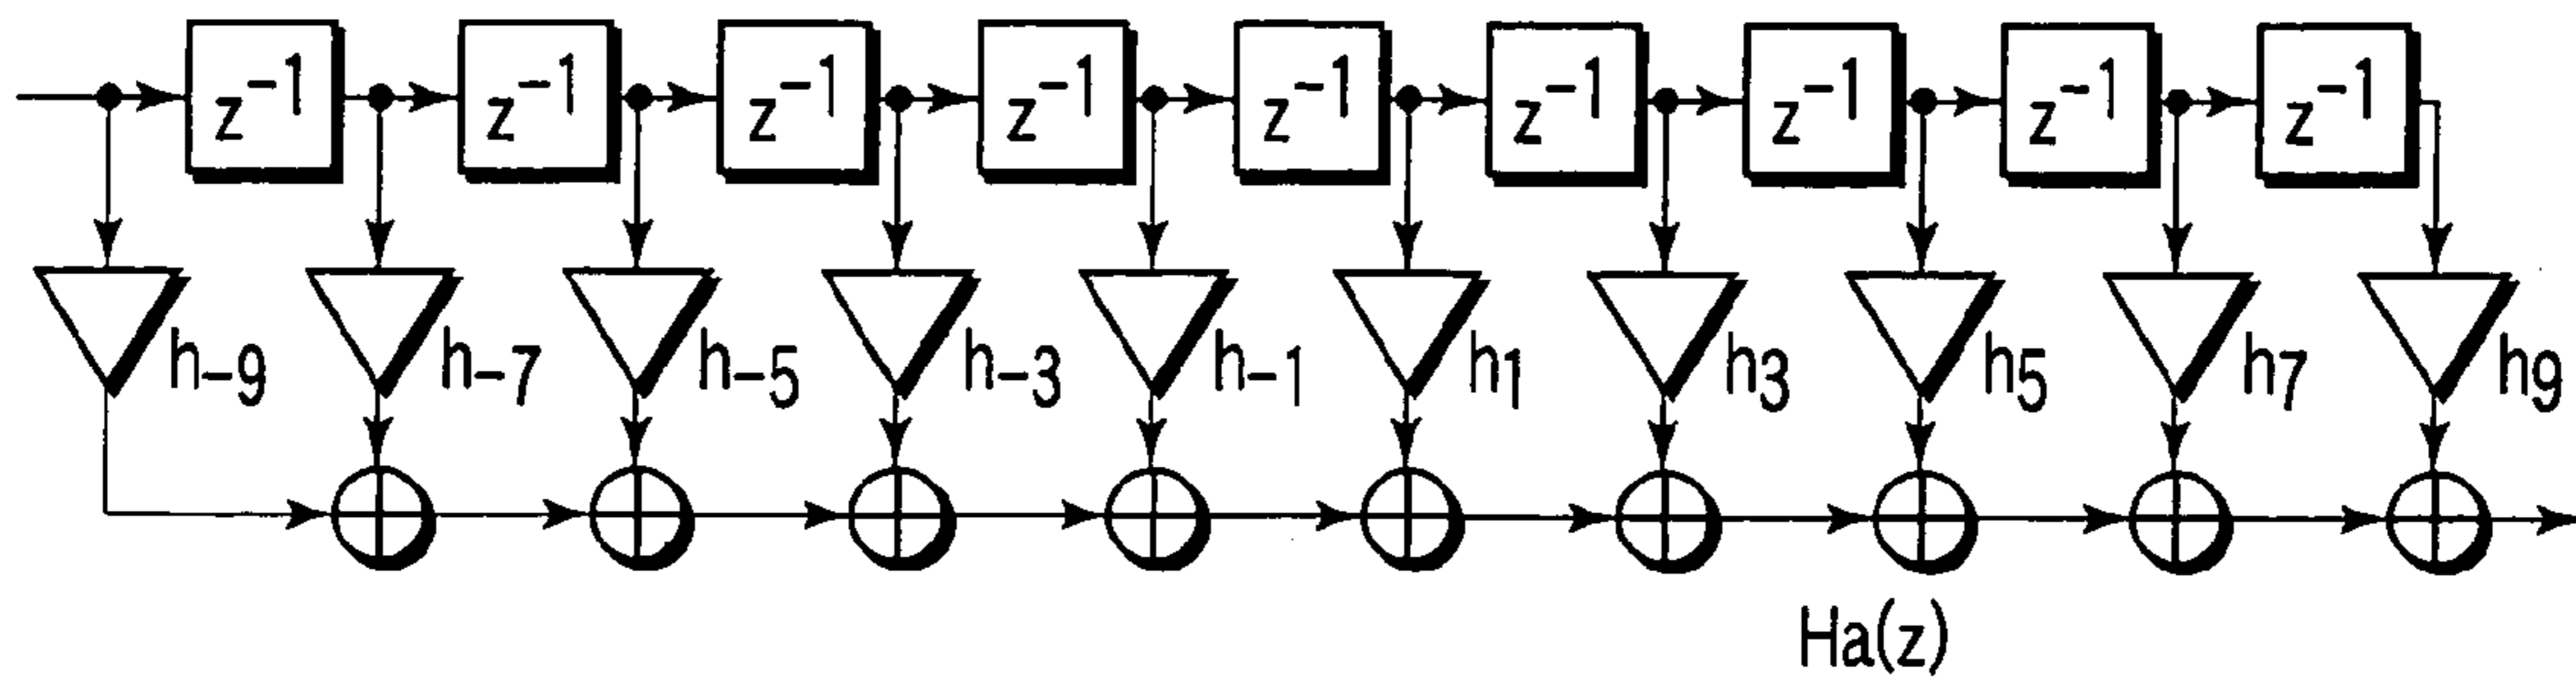 z⁻¹ z⁻¹ z⁻¹ z⁻¹ z⁻¹ z⁻¹ z⁻¹ z⁻¹ z⁻¹
h₋₉ h₋₇ h₋₅ h₋₃ h₋₁ h₁ h₃ h₅ h₇ h₉
Ha(z)